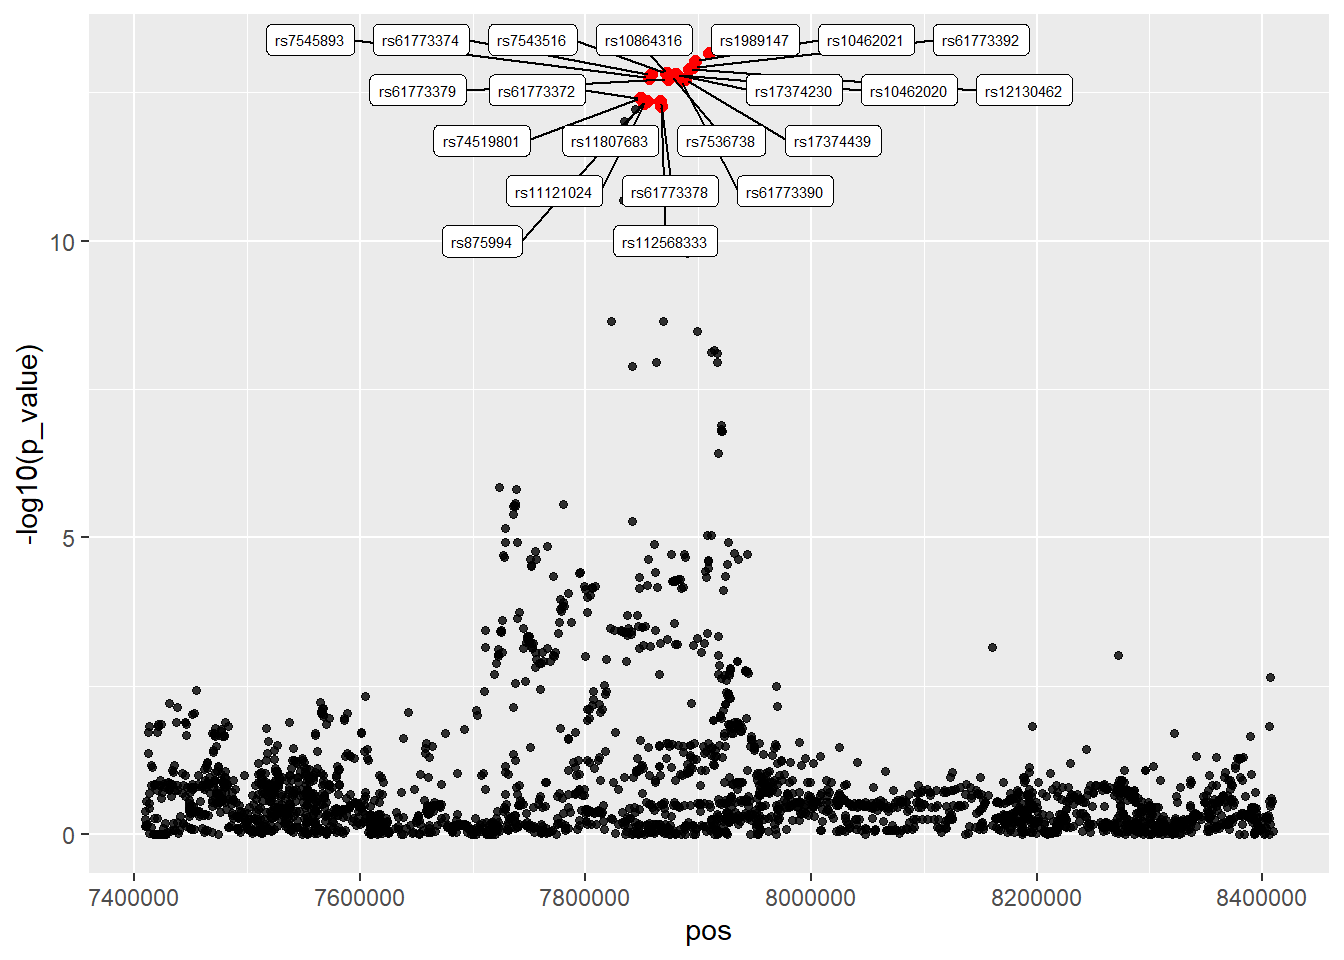 rs7545893 rs61773374 rs7543516 rs10864316 rs1989147 rs10462021 rs61773392
rs61773379 rs61773372 rs17374230 rs10462020 rs12130462
rs74519801 rs11807683 rs7536738 rs17374439
rs11121024 rs61773378 rs61773390
rs875994 rs112568333
10
5
0
-log10(p_value)
7400000 7600000 7800000 8000000 8200000 8400000
pos